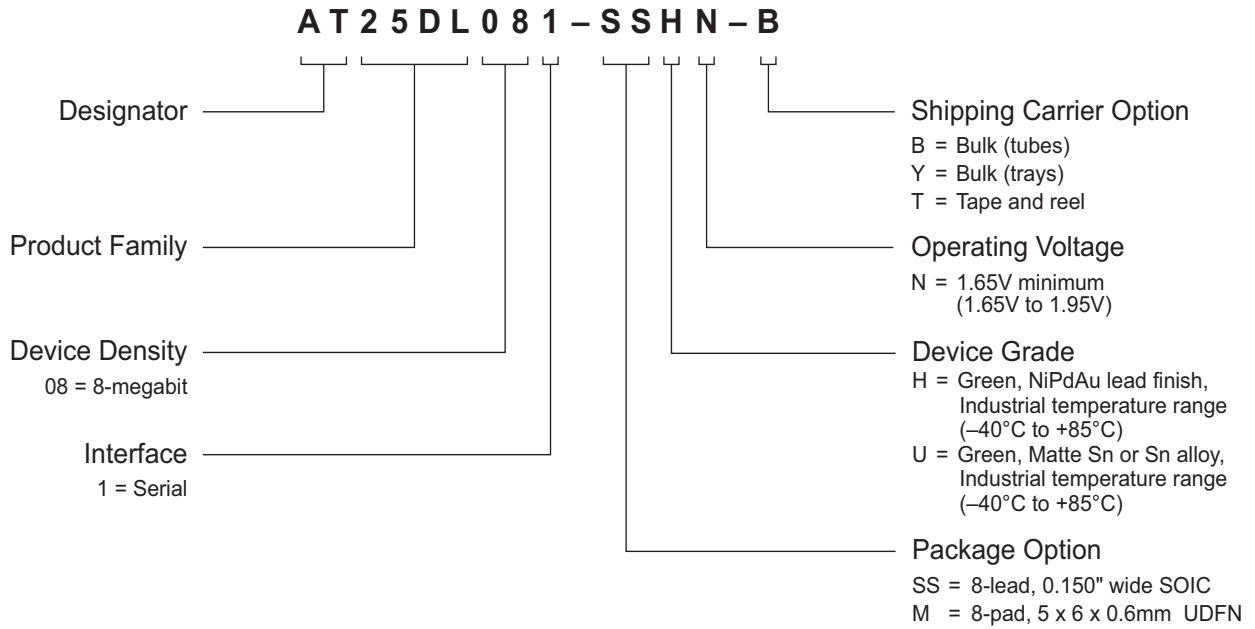 AT25DL081–SSHN–B
Designator
Product Family
Device Density
08 = 8-megabit
Interface
1 = Serial
Shipping Carrier Option
B = Bulk (tubes)
Y = Bulk (trays)
T = Tape and reel
Operating Voltage
N = 1.65V minimum
(1.65V to 1.95V)
Device Grade
H = Green, NiPdAu lead finish,
Industrial temperature range
(–40°C to +85°C)
U = Green, Matte Sn or Sn alloy,
Industrial temperature range
(–40°C to +85°C)
Package Option
SS = 8-lead, 0.150" wide SOIC
M = 8-pad, 5 x 6 x 0.6mm UDFN